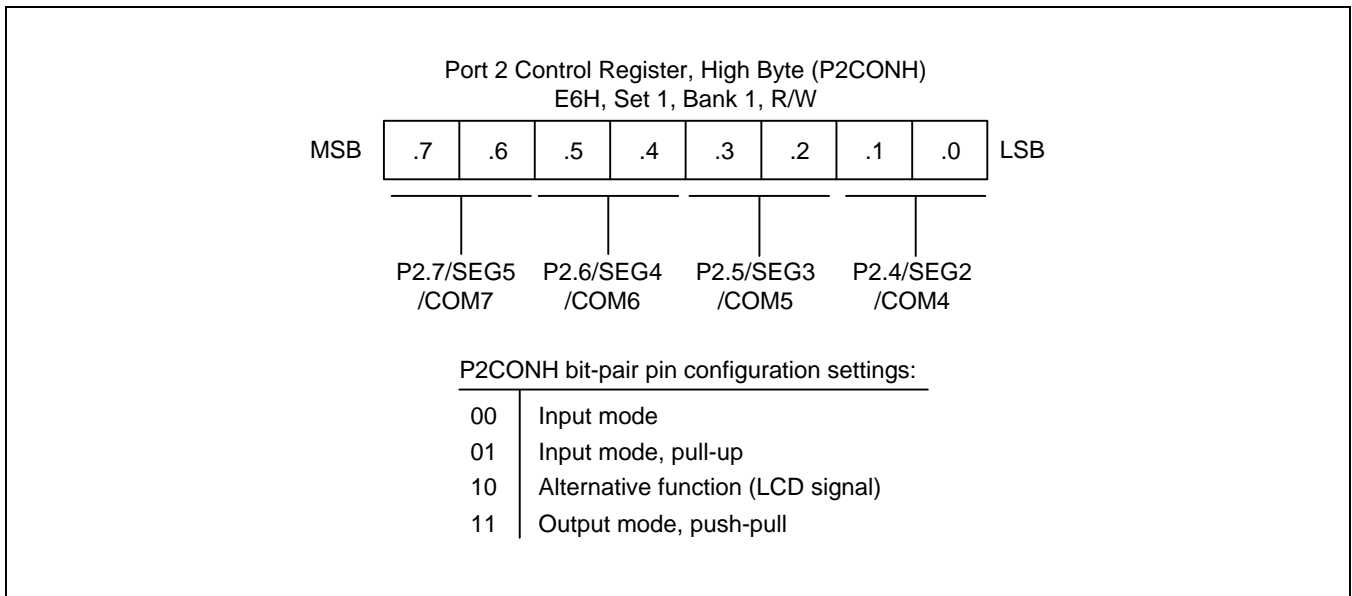 Port 2 Control Register, High Byte (P2CONH)
E6H, Set 1, Bank 1, R/W
MSB .7 .6 .5 .4 .3 .2 .1 .0 LSB
P2.7/SEG5 P2.6/SEG4 P2.5/SEG3 P2.4/SEG2
/COM7 /COM6 /COM5 /COM4
P2CONH bit-pair pin configuration settings:
00 Input mode
01 Input mode, pull-up
10 Alternative function (LCD signal)
11 Output mode, push-pull